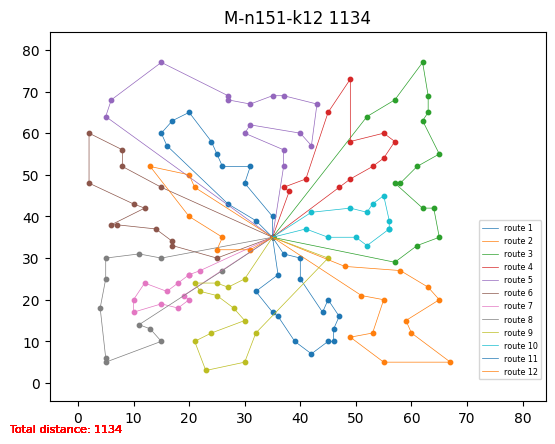 M-n151-k12 1134
80
70
60
50
40
30
20
10
0
0 10 20 30 40 50 60 70 80
route 1
route 2
route 3
route 4
route 5
route 6
route 7
route 8
route 9
route 10
route 11
route 12
Total distance: 1134